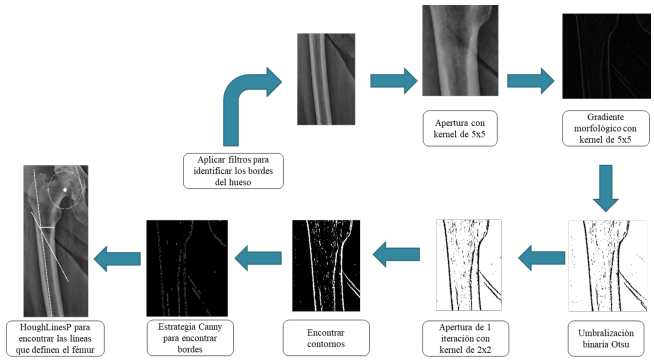 Aplicar filtros para
identificar los bordes
del hueso
Apertura con
kernel de 5x5
Gradiente
morfológico con
kernel de 5x5
Umbralización
binaria Otsu
Apertura de 1
iteración con
kernel de 2x2
Encontrar
contornos
Estrategia Canny
para encontrar
bordes
HoughLinesP para
encontrar las líneas
que definen el fémur